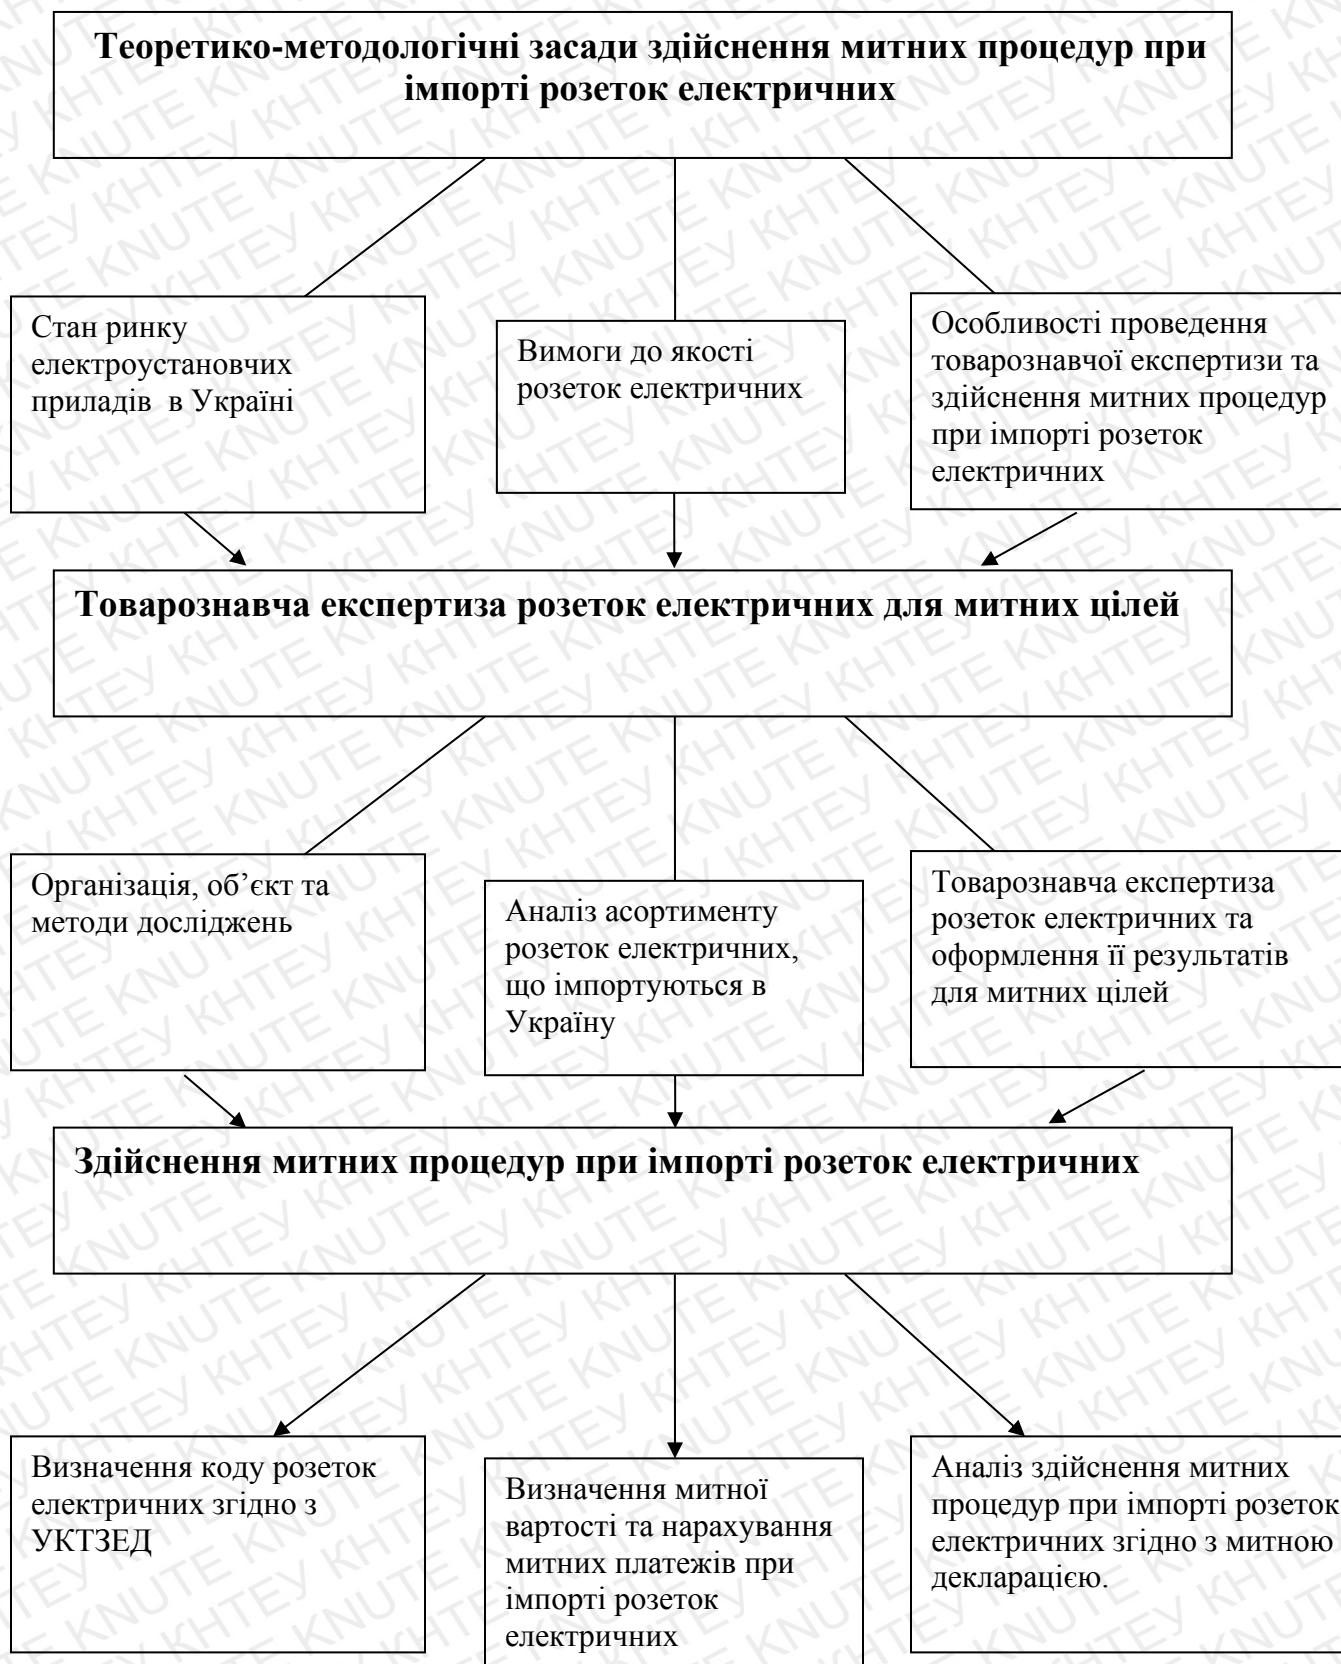 Теоретико-методологічні засади здійснення митних процедур при
імпорті розеток електричних
Стан ринку
електроустановчих
приладів в Україні
Вимоги до якості
розеток електричних
Особливості проведення
товарознавчої експертизи та
здійснення митних процедур
при імпорті розеток
електричних
Товарознавча експертиза розеток електричних для митних цілей
Організація, об’єкт та
методи досліджень
Аналіз асортименту
розеток електричних,
що імпортуються в
Україну
Товарознавча експертиза
розеток електричних та
оформлення її результатів
для митних цілей
Здійснення митних процедур при імпорті розеток електричних
Визначення коду розеток
електричних згідно з
УКТЗЕД
Визначення митної
вартості та нарахування
митних платежів при
імпорті розеток
електричних
Аналіз здійснення митних
процедур при імпорті розеток
електричних згідно з митною
декларацією.